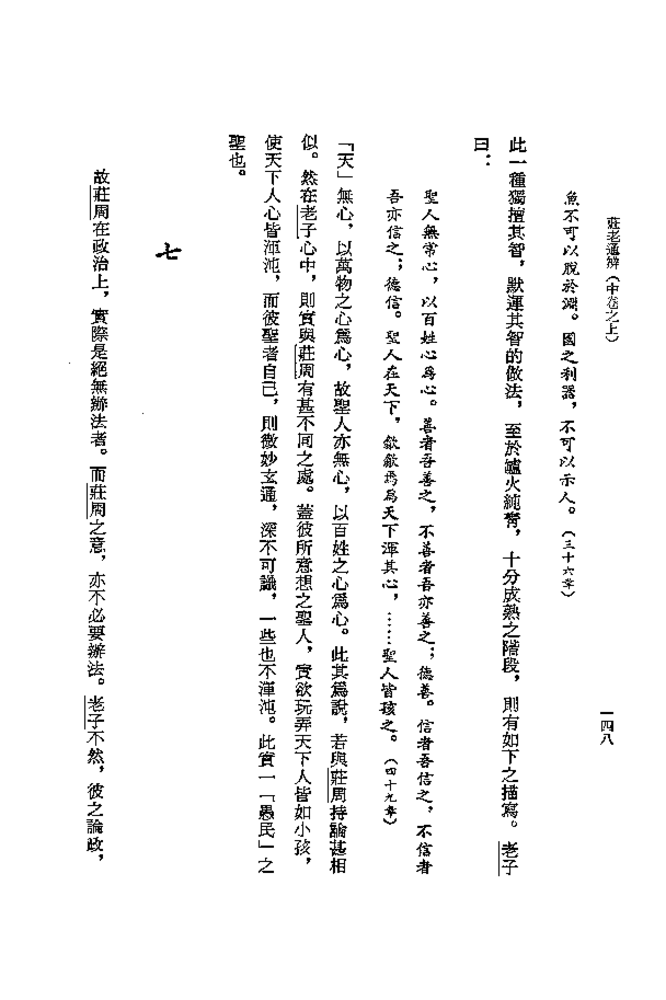 莊老通辨（中卷之上）
一四八
魚不可以脫於淵。國之利器，不可以示人。（三十六章）
此一種獨擅其智，默運其智的做法，至於鑪火純靑，十分成熟之階段，則有如下之描寫。老子
曰：
聖人無常心，以百姓心爲心。善者吾善之，不善者吾亦善之；德善。信者吾信之，不信者
吾亦信之；德信。聖人在天下，歙歙焉爲天下渾其心，……聖人皆孩之。（四十九章）
「天」無心，以萬物之心爲心，故聖人亦無心，以百姓之心爲心。此其爲說，若與莊周持論甚相
似。然在老子心中，則實與莊周有甚不同之處。蓋彼所意想之聖人，實欲玩弄天下人皆如小孩，
使天下人心皆渾沌，而彼聖者自己，則微妙玄通，深不可識，一些也不渾沌。此實一「愚民」之
聖也。
七
故莊周在政治上，實際是絕無辦法者。而莊周之意，亦不必要辦法。老子不然，彼之論政，